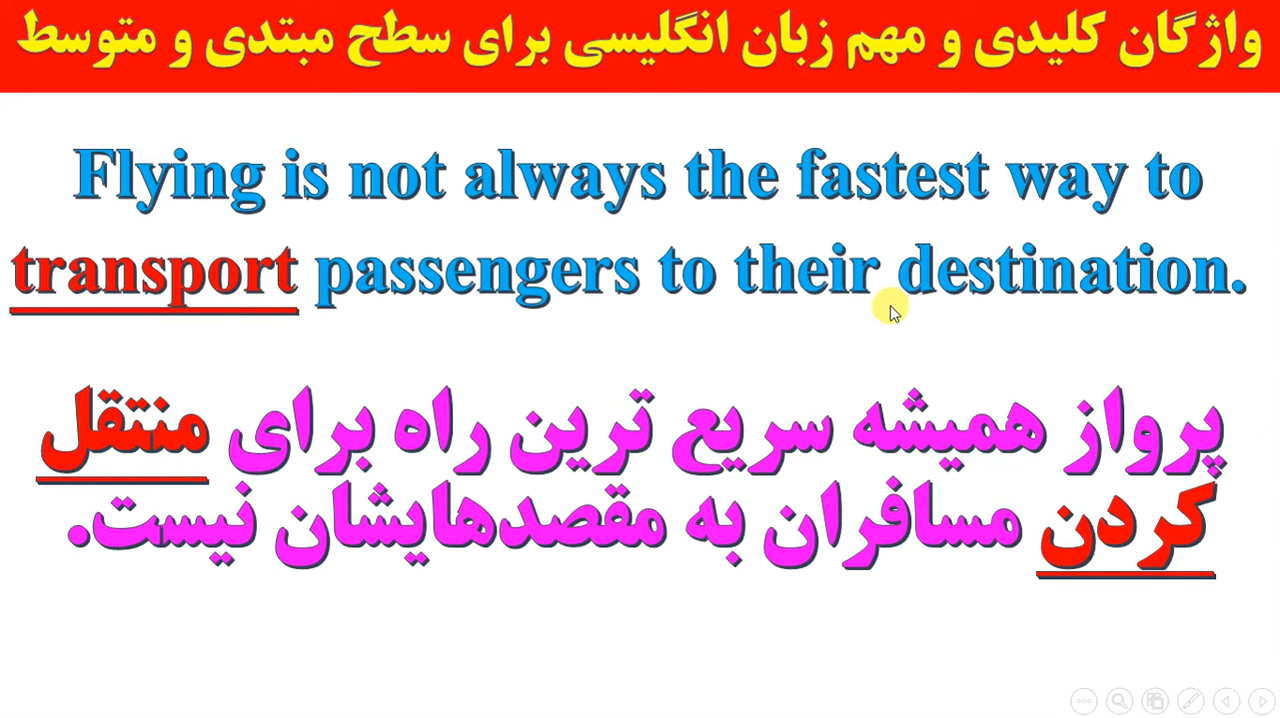 واژگان کلیدی و مهم زبان انگلیسی برای سطح مبتدی و متوسط
Flying is not always the fastest way to
transport passengers to their destination.
پرواز همیشه سریع ترین راه برای منتقل
کردن مسافران به مقصدهایشان نیست.